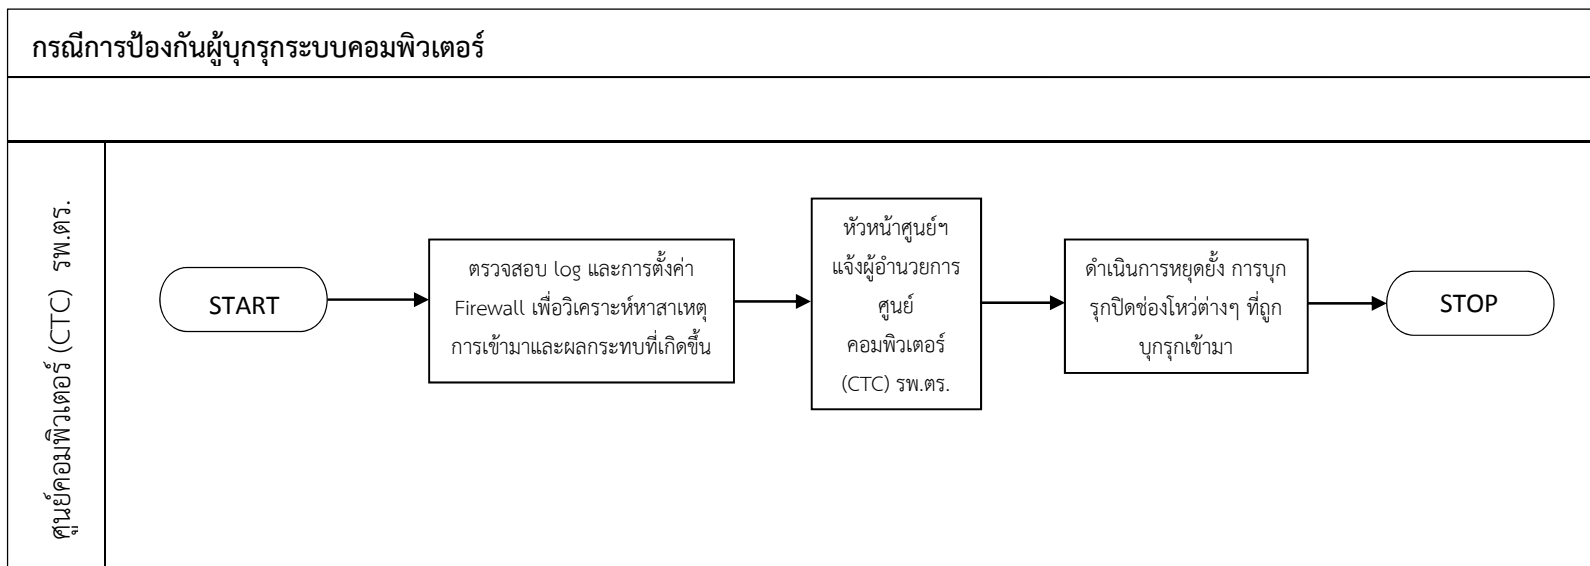 กรณีการป้องกันผู้บุกรุกระบบคอมพิวเตอร์
ศูนย์คอมพิวเตอร์ (CTC) รพ.ตร.
START
ตรวจสอบ log และการตั้งค่า
Firewall เพื่อวิเคราะห์หาสาเหตุ
การเข้ามาและผลกระทบที่เกิดขึ้น
หัวหน้าศูนย์ฯ
แจ้งผู้อำนวยการ
ศูนย์
คอมพิวเตอร์
(CTC) รพ.ตร.
ดำเนินการหยุดยั้ง การบุก
รุกปิดช่องโหว่ต่างๆ ที่ถูก
บุกรุกเข้ามา
STOP